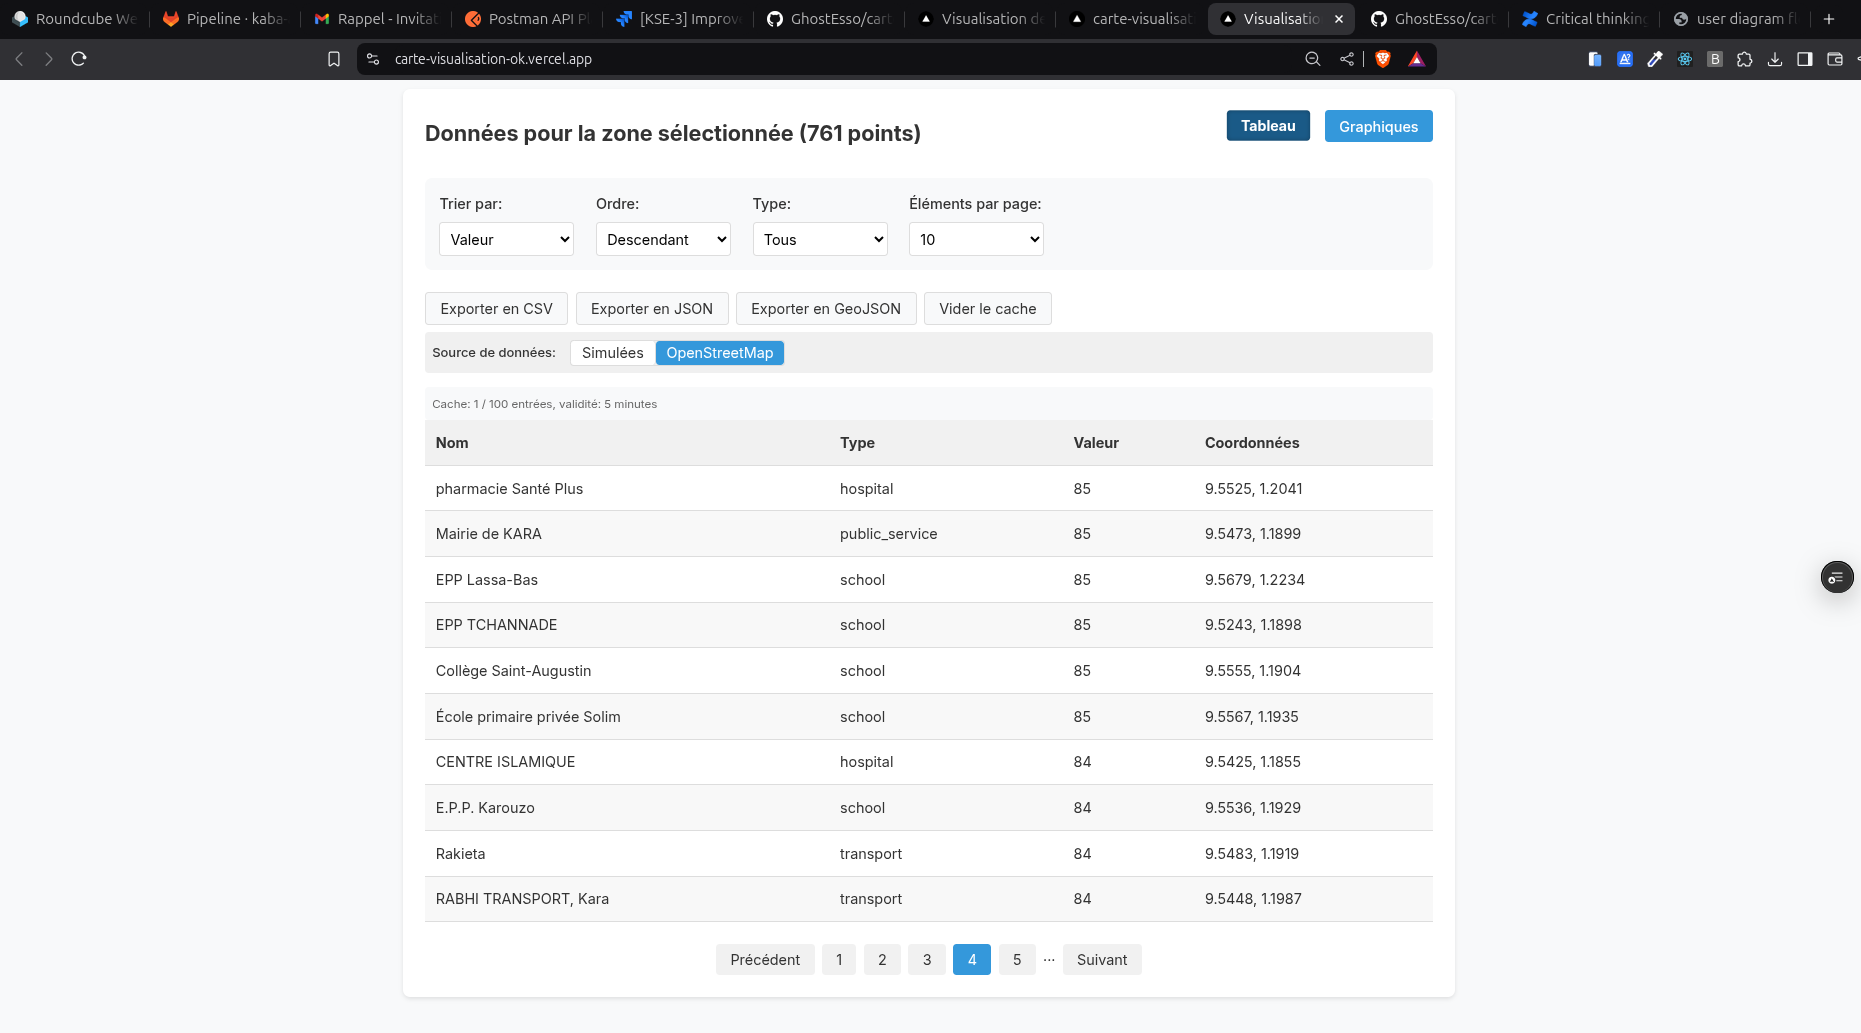 Roundcube We
Pipeline · kaba-
Rappel - Invitat
Postman API Pl
[KSE-3] Improv
GhostEsso/cart
Visualisation de
carte-visualisat
Visualisatio
GhostEsso/cart
Critical thinking
user diagram fl
carte-visualisation-ok.vercel.app
Données pour la zone sélectionnée (761 points)
Tableau
Graphiques
Trier par: Ordre: Type: Éléments par page:
Valeur Descendant Tous 10
Exporter en CSV Exporter en JSON Exporter en GeoJSON Vider le cache
Source de données: Simulées OpenStreetMap
Cache: 1 / 100 entrées, validité: 5 minutes
Nom Type Valeur Coordonnées
pharmacie Santé Plus hospital 85 9.5525, 1.2041
Mairie de KARA public_service 85 9.5473, 1.1899
EPP Lassa-Bas school 85 9.5679, 1.2234
EPP TCHANNADE school 85 9.5243, 1.1898
Collège Saint-Augustin school 85 9.5555, 1.1904
École primaire privée Solim school 85 9.5567, 1.1935
CENTRE ISLAMIQUE hospital 84 9.5425, 1.1855
E.P.P. Karouzo school 84 9.5536, 1.1929
Rakieta transport 84 9.5483, 1.1919
RABHI TRANSPORT, Kara transport 84 9.5448, 1.1987
Précédent 1 2 3 4 5 ... Suivant